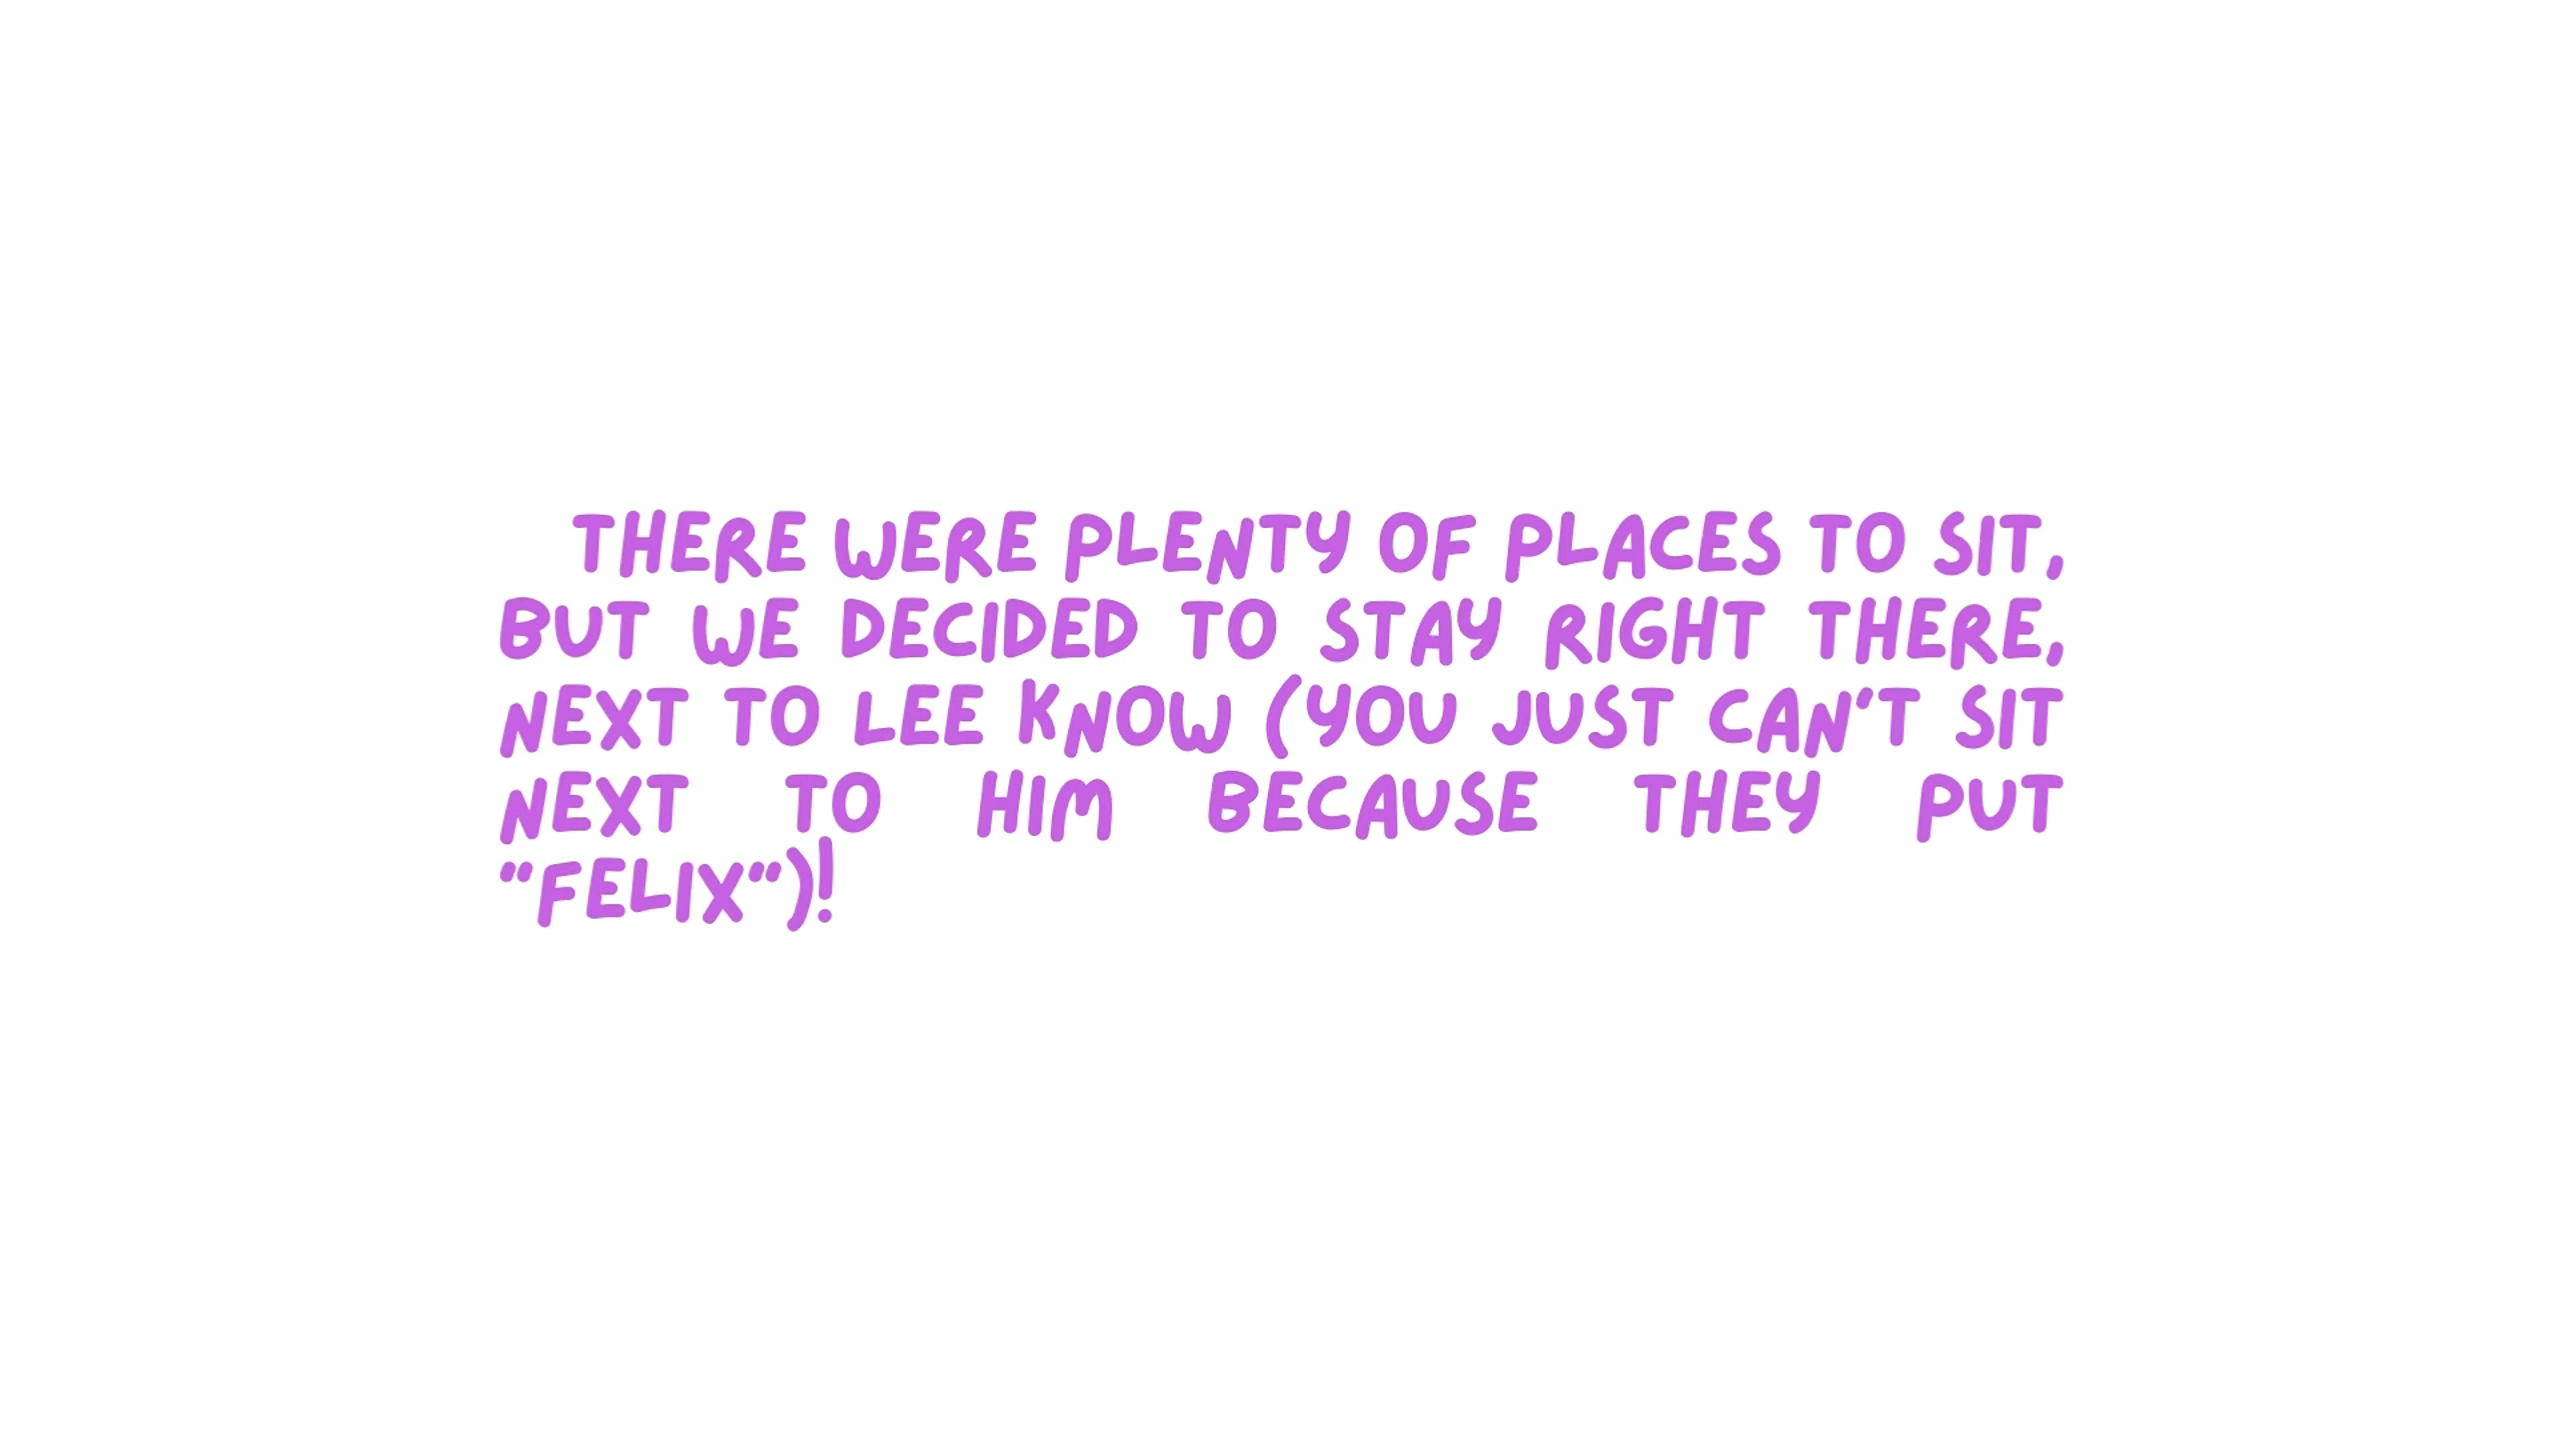 THERE WERE PLENTY OF PLACES TO SIT,
BUT WE DECIDED TO STAY RIGHT THERE,
NEXT TO LEE KNOW (YOU JUST CAN'T SIT
NEXT TO HIM BECAUSE THEY PUT
"FELIX")!